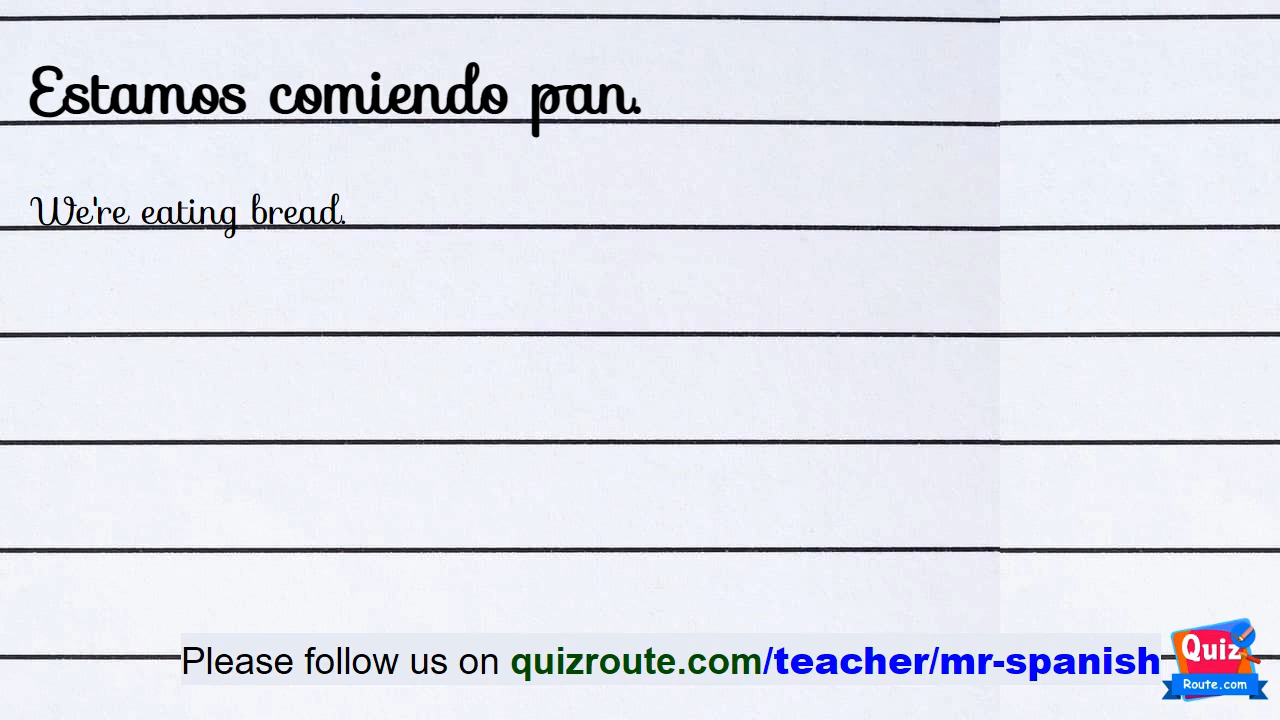 Estamos comiendo pan.
We're eating bread.
Please follow us on quizroute.com/teacher/mr-spanish
Quiz
Route.com